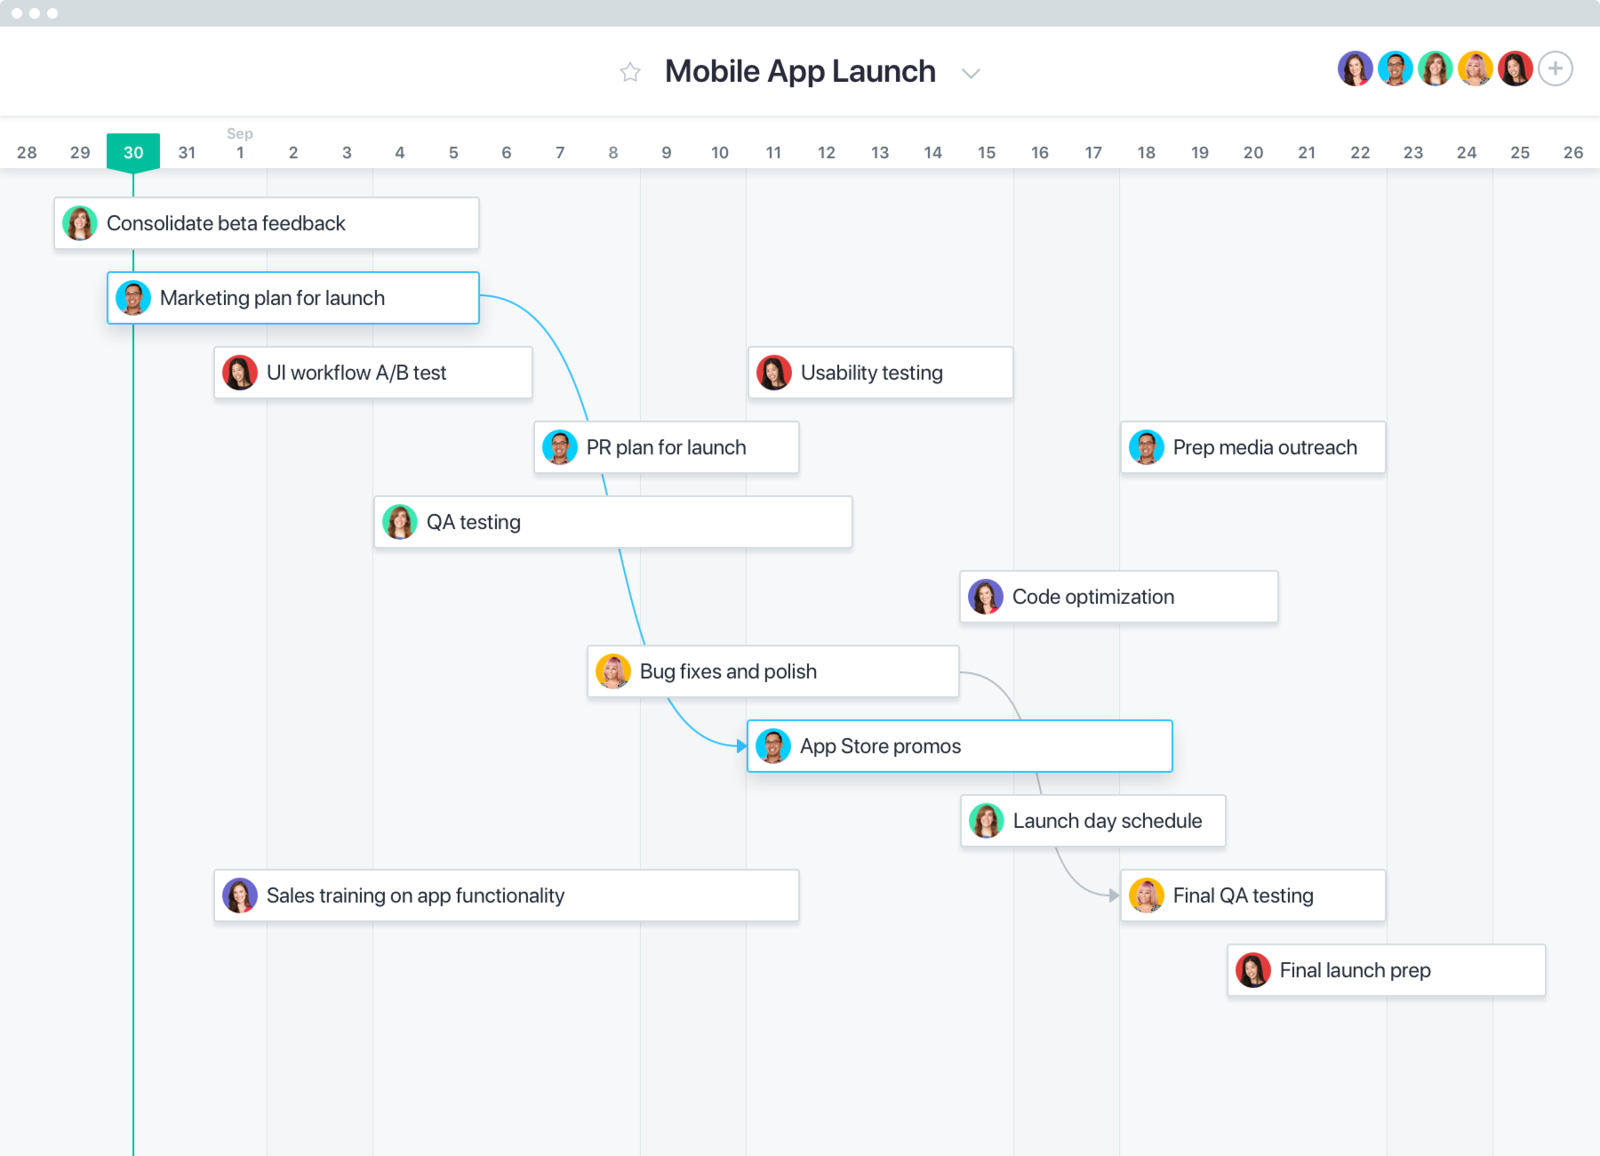 Mobile App Launch
Sep
28 29 30 31 1 2 3 4 5 6 7 8 9 10 11 12 13 14 15 16 17 18 19 20 21 22 23 24 25 26
Consolidate beta feedback
Marketing plan for launch
UI workflow A/B test
Usability testing
PR plan for launch
Prep media outreach
QA testing
Code optimization
Bug fixes and polish
App Store promos
Launch day schedule
Sales training on app functionality
Final QA testing
Final launch prep